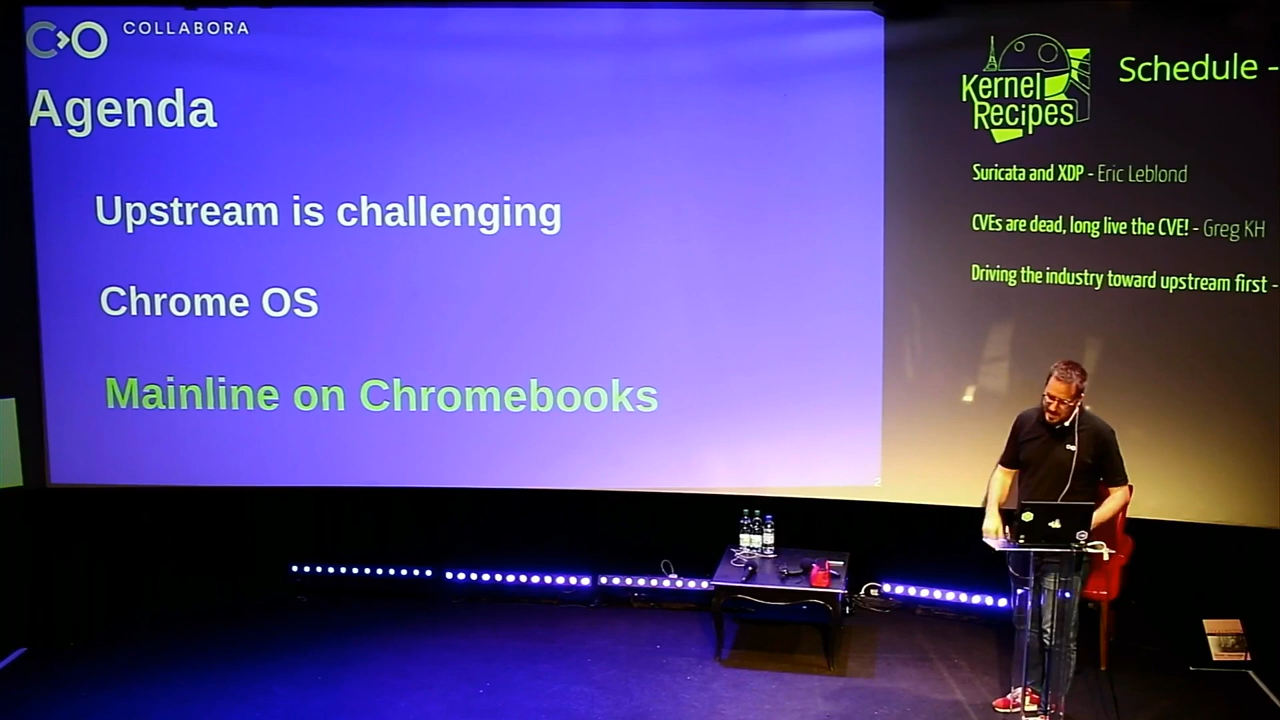 COLLABORA
Agenda
Upstream is challenging
Chrome OS
Mainline on Chromebooks
2
Kernel
Recipes
Schedule -
Suricata and XDP - Eric Leblond
CVEs are dead, long live the CVE! - Greg KH
Driving the industry toward upstream first -